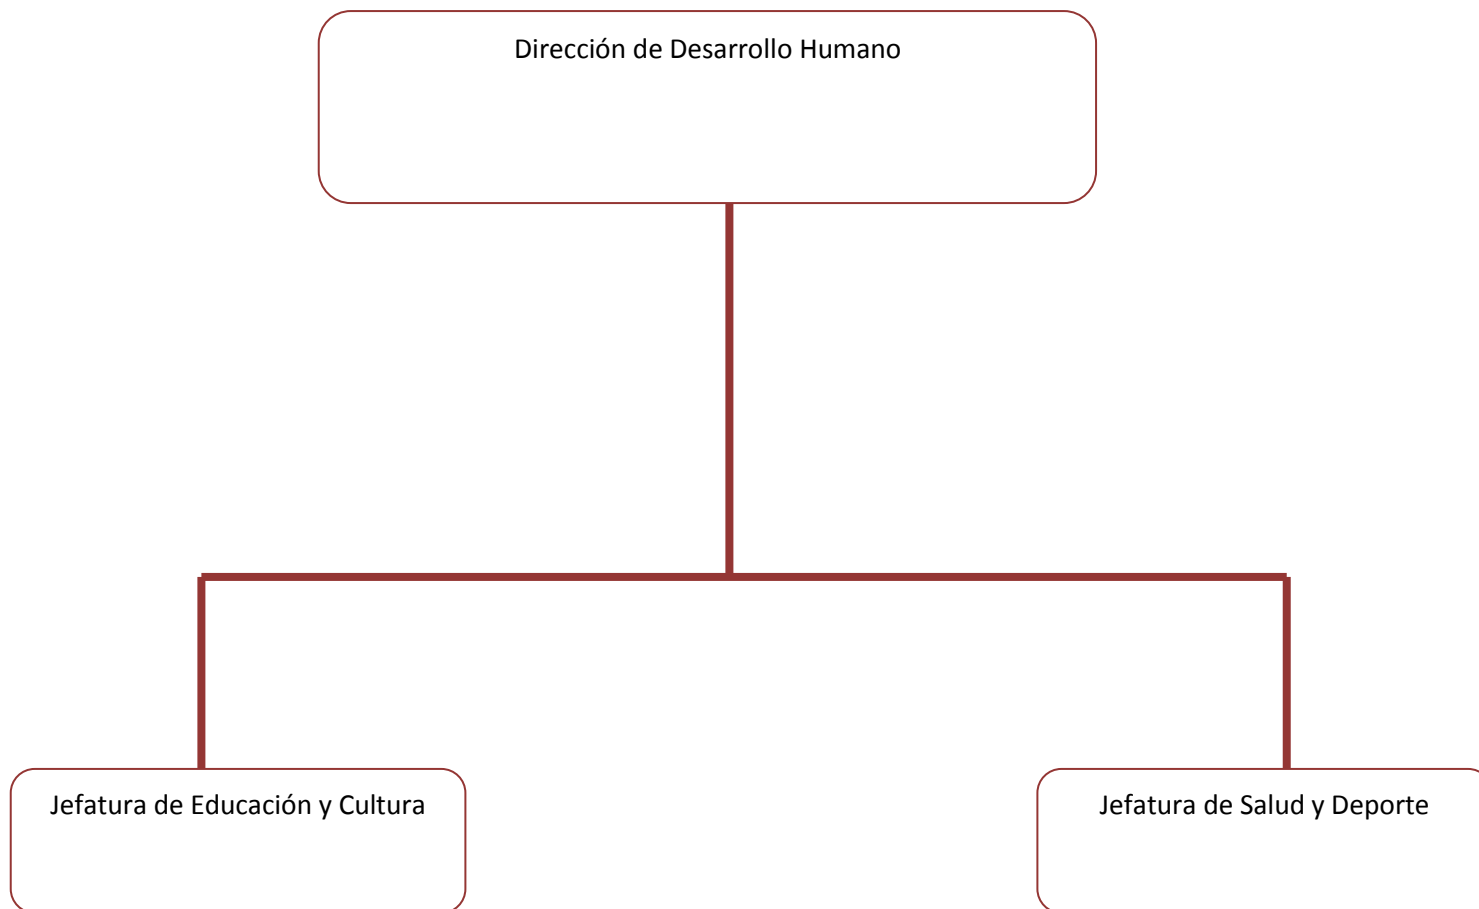 Dirección de Desarrollo Humano
Jefatura de Educación y Cultura
Jefatura de Salud y Deporte